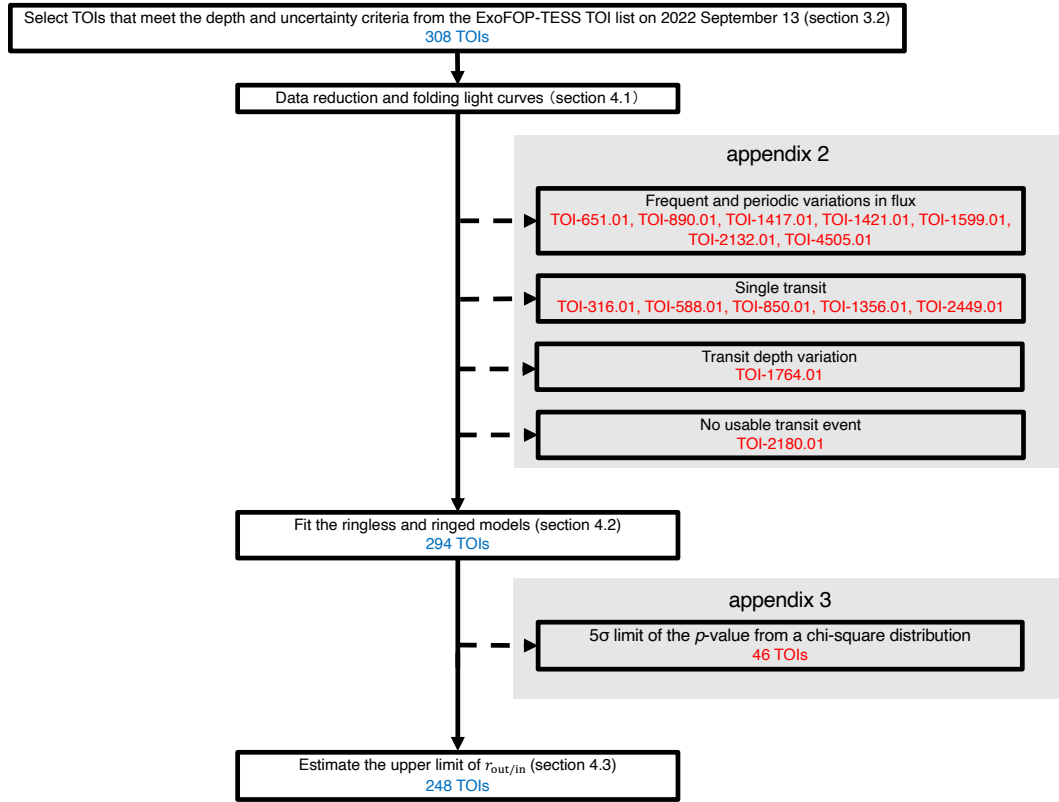 Select TOIs that meet the depth and uncertainty criteria from the ExoFOP-TESS TOI list on 2022 September 13 (section 3.2)
308 TOIs
Data reduction and folding light curves（section 4.1）
appendix 2
Frequent and periodic variations in flux
TOI-651.01, TOI-890.01, TOI-1417.01, TOI-1421.01, TOI-1599.01,
TOI-2132.01, TOI-4505.01
Single transit
TOI-316.01, TOI-588.01, TOI-850.01, TOI-1356.01, TOI-2449.01
Transit depth variation
TOI-1764.01
No usable transit event
TOI-2180.01
Fit the ringless and ringed models (section 4.2)
294 TOIs
appendix 3
5σ limit of the p-value from a chi-square distribution
46 TOIs
Estimate the upper limit of r_out/in (section 4.3)
248 TOIs